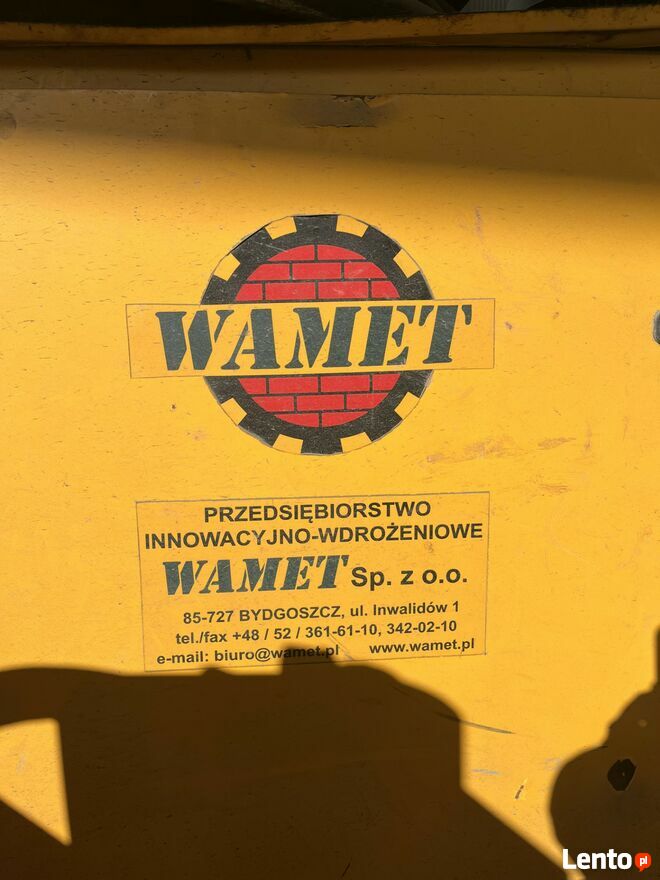 WAMET
PRZEDSIĘBIORSTWO
INNOWACYJNO-WDROŻENIOWE
WAMET Sp. z o.o.
85-727 BYDGOSZCZ, ul. Inwalidów 1
tel./fax +48 / 52 / 361-61-10, 342-02-10
e-mail: biuro@wamet.pl www.wamet.pl
Lento pl